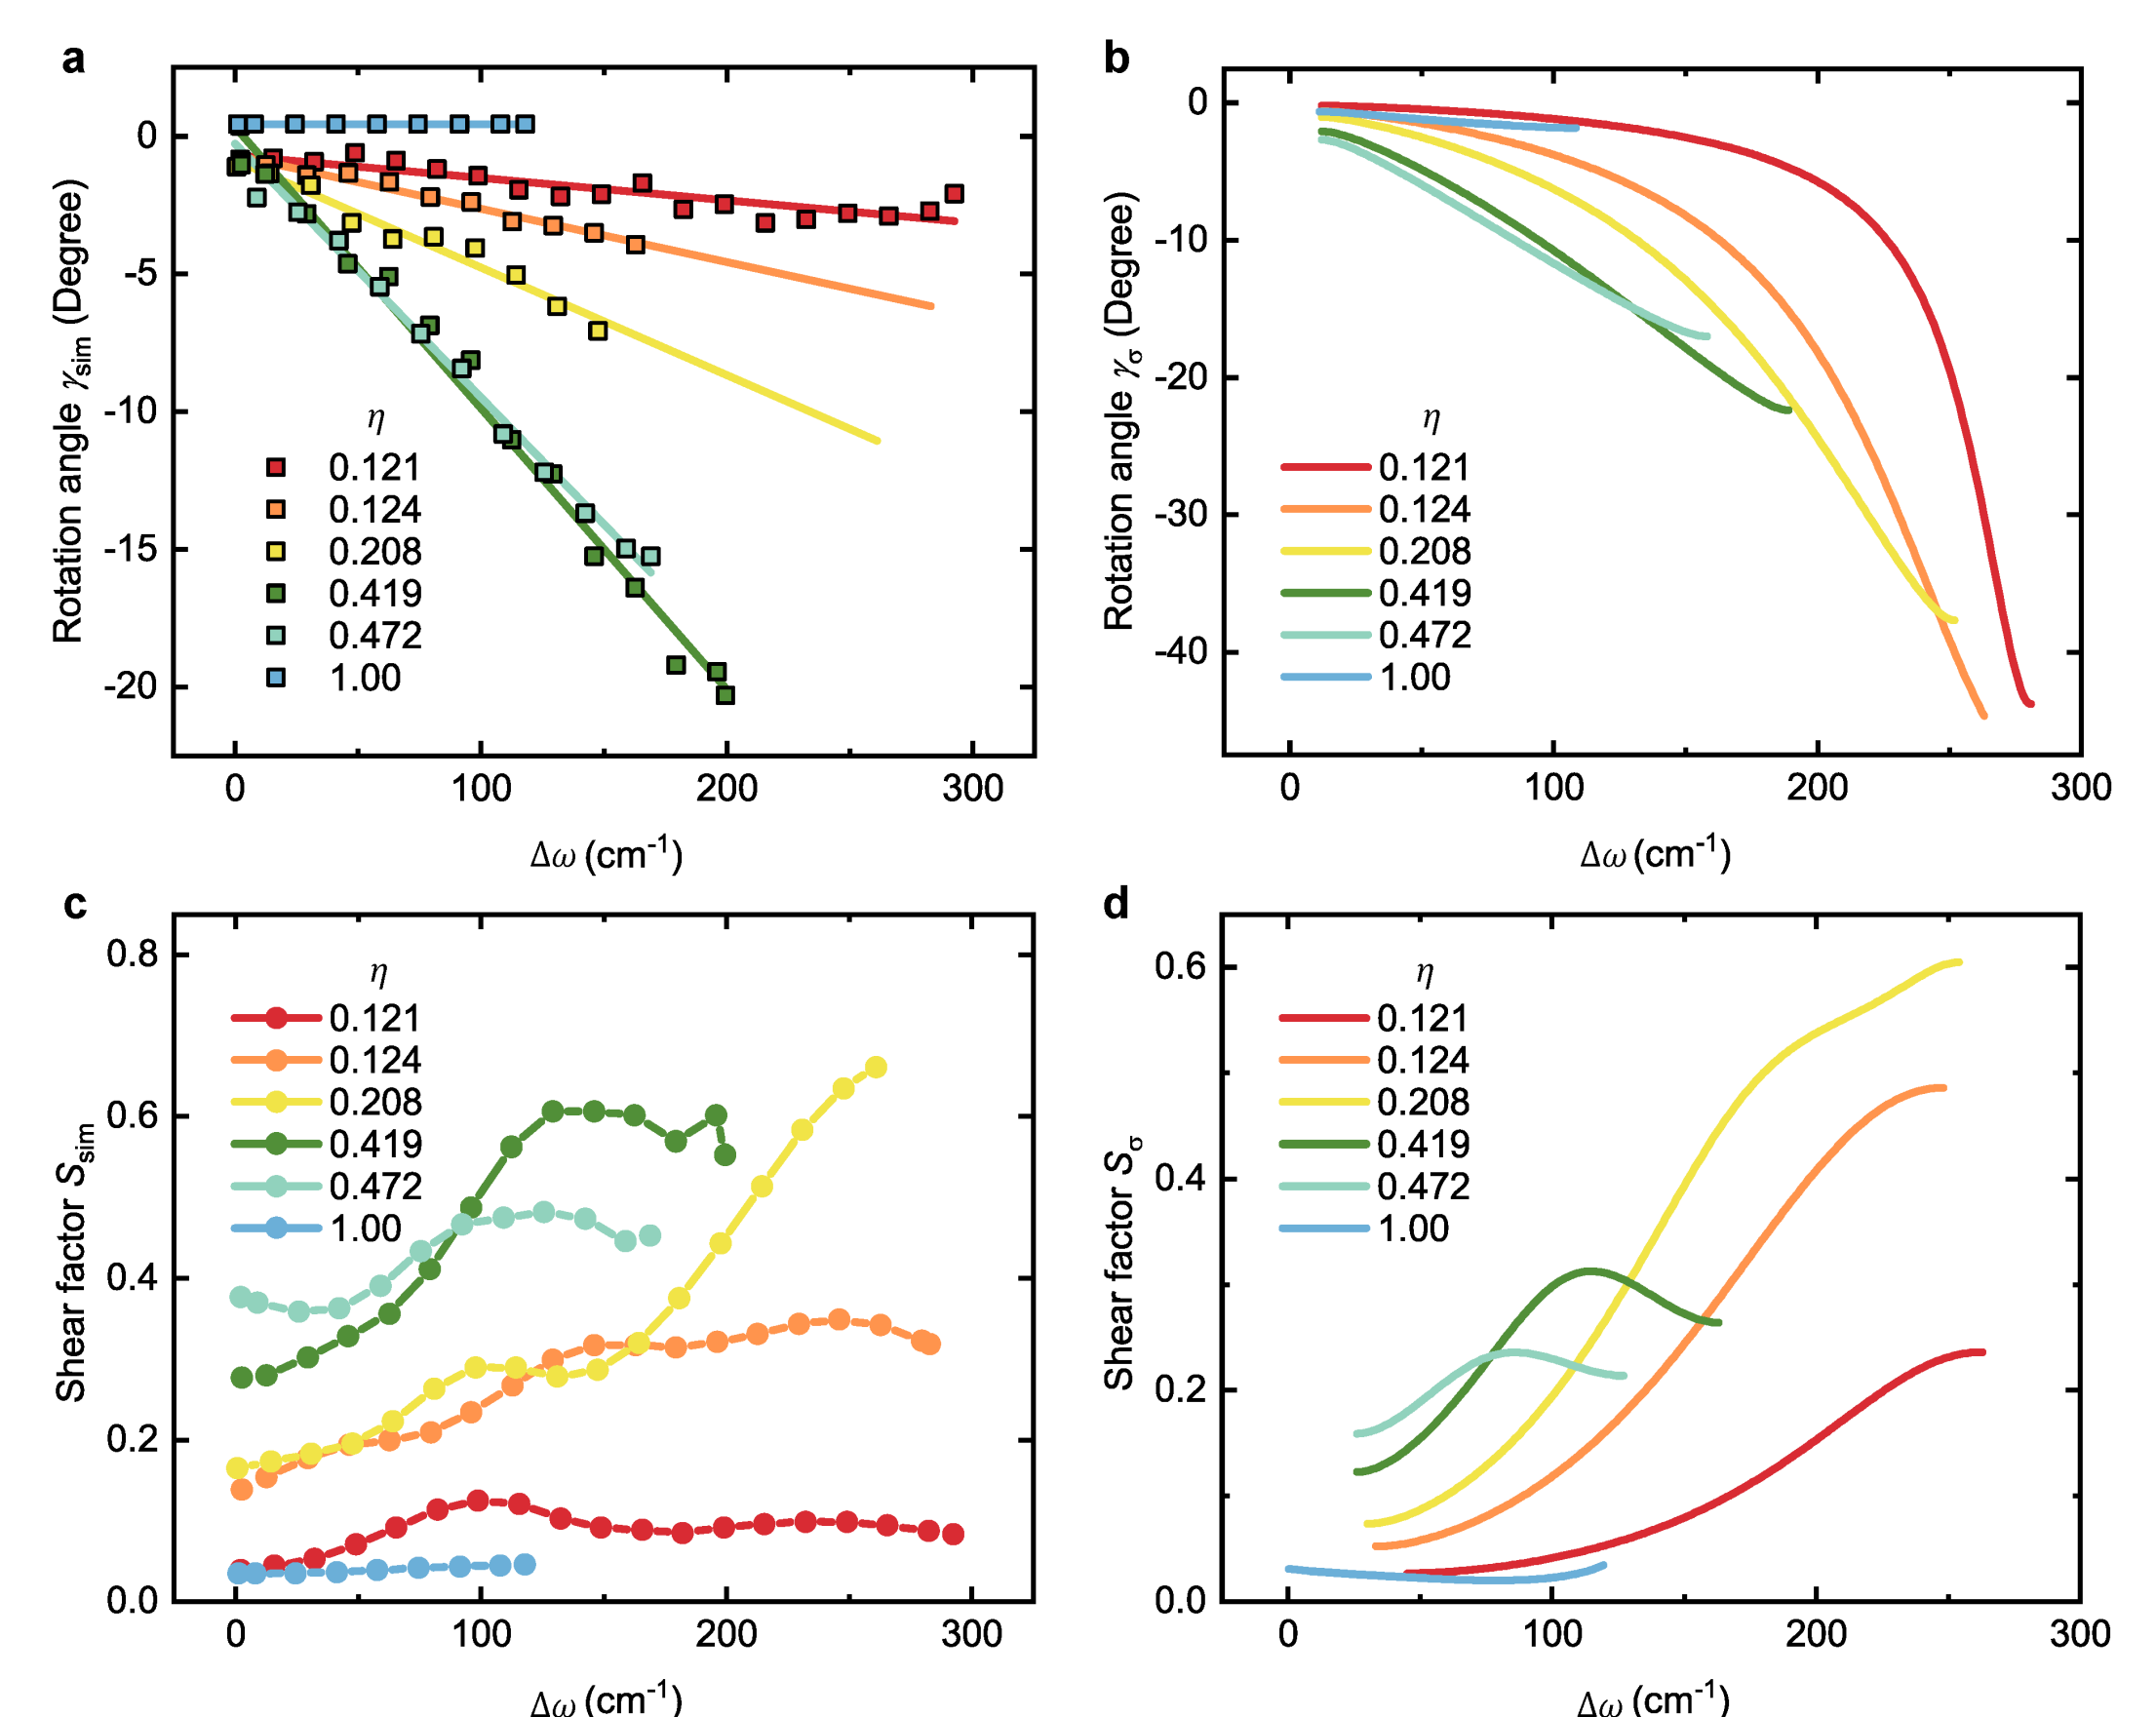 a
0
-5
-10
-15
-20
Rotation angle γsim (Degree)
η
0.121
0.124
0.208
0.419
0.472
1.00
0 100 200 300
Δω (cm-1)
b
0
-10
-20
-30
-40
Rotation angle γσ (Degree)
η
0.121
0.124
0.208
0.419
0.472
1.00
0 100 200 300
Δω (cm-1)
c
0.8
0.6
0.4
0.2
0.0
Shear factor Ssim
η
0.121
0.124
0.208
0.419
0.472
1.00
0 100 200 300
Δω (cm-1)
d
0.6
0.4
0.2
0.0
Shear factor Sσ
η
0.121
0.124
0.208
0.419
0.472
1.00
0 100 200 300
Δω (cm-1)